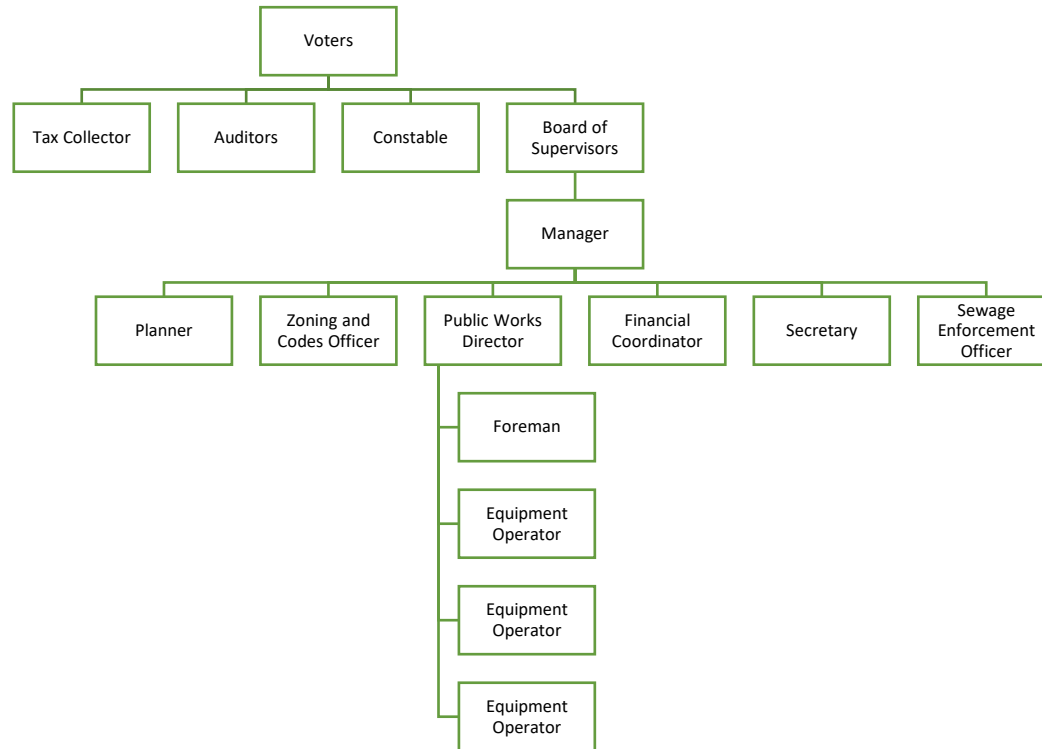 Voters
Tax Collector
Auditors
Constable
Board of
Supervisors
Manager
Planner
Zoning and
Codes Officer
Public Works
Director
Financial
Coordinator
Secretary
Sewage
Enforcement
Officer
Foreman
Equipment
Operator
Equipment
Operator
Equipment
Operator